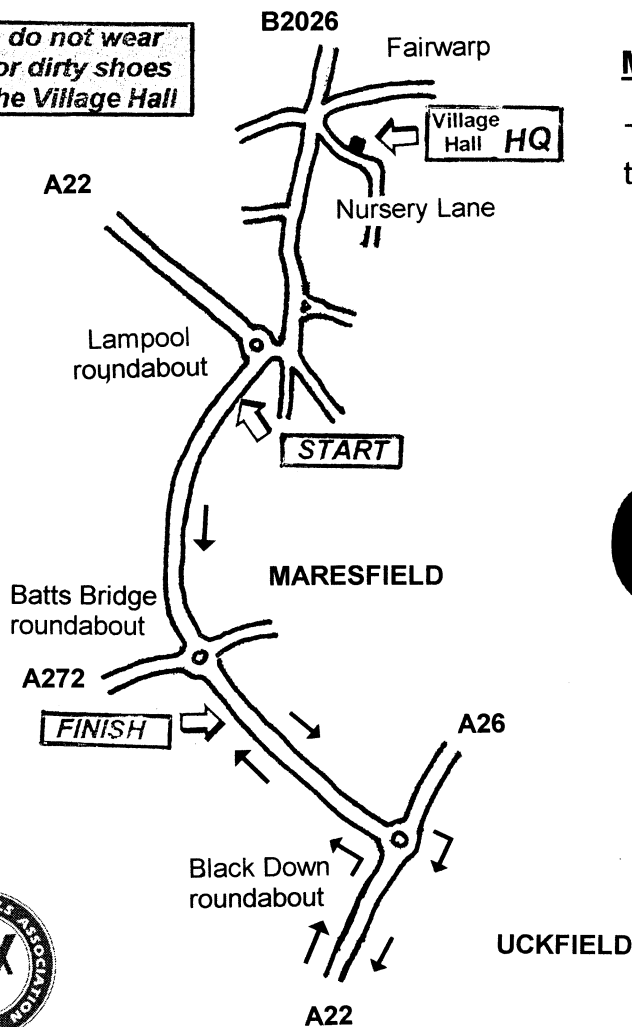 do not wear
or dirty shoes
he Village Hall
B2026
Fairwarp
Village
Hall HQ
A22
Nursery Lane
Lampool
roundabout
START
MARESFIELD
Batts Bridge
roundabout
A272
FINISH
A26
Black Down
roundabout
UCKFIELD
A22
S ASSOCIATION
X
M
t